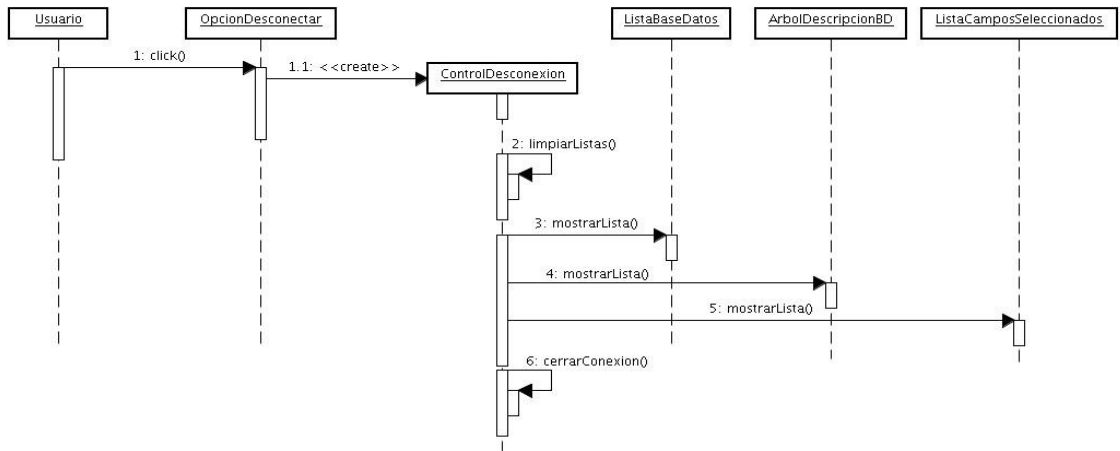 Usuario
OpcionDesconectar
ListaBaseDatos
ArbolDescripcionBD
ListaCamposSeleccionados
1: click()
1.1: <<create>>
ControlDesconexion
2: limpiarListas()
3: mostrarLista()
4: mostrarLista()
5: mostrarLista()
6: cerrarConexion()